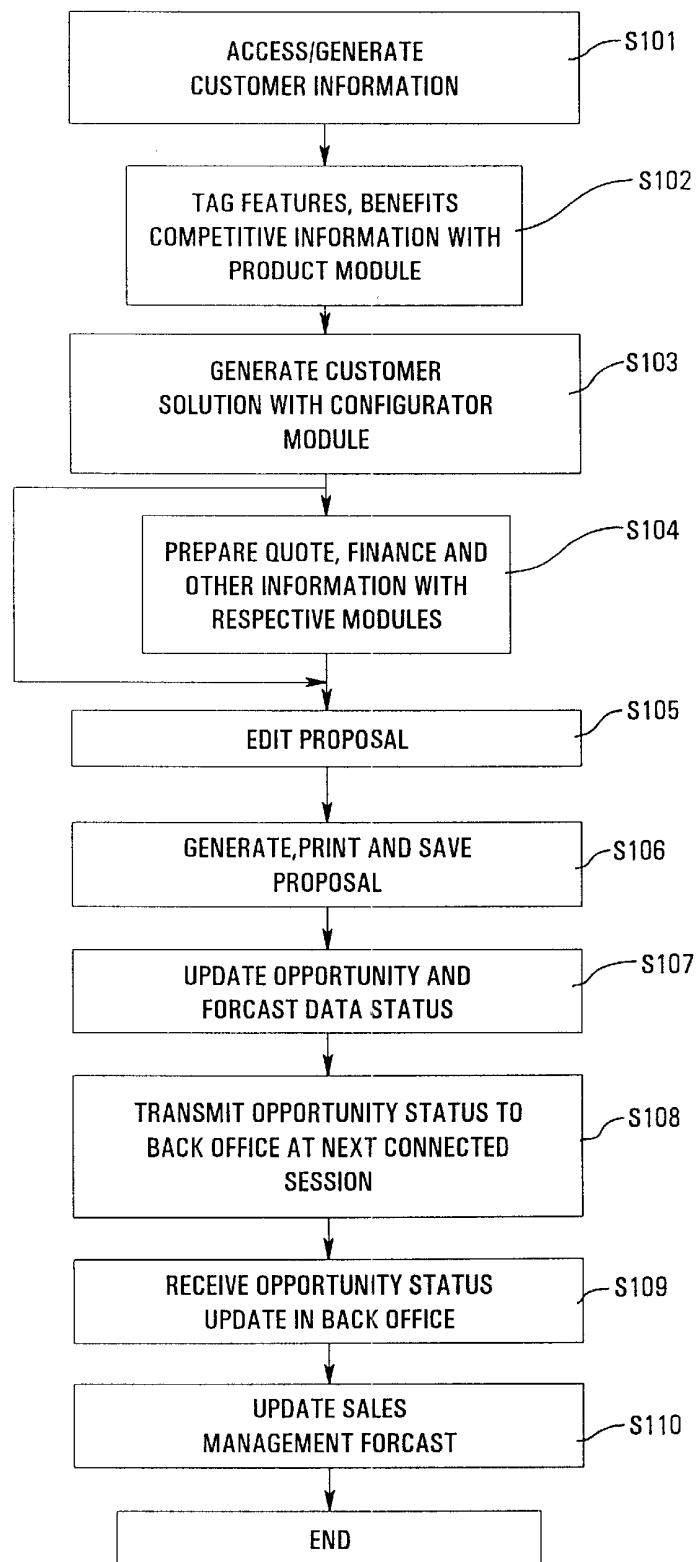 ACCESS/GENERATE
CUSTOMER INFORMATION
S101
TAG FEATURES, BENEFITS
COMPETITIVE INFORMATION WITH
PRODUCT MODULE
S102
GENERATE CUSTOMER
SOLUTION WITH CONFIGURATOR
MODULE
S103
PREPARE QUOTE, FINANCE AND
OTHER INFORMATION WITH
RESPECTIVE MODULES
S104
EDIT PROPOSAL
S105
GENERATE,PRINT AND SAVE
PROPOSAL
S106
UPDATE OPPORTUNITY AND
FORCAST DATA STATUS
S107
TRANSMIT OPPORTUNITY STATUS TO
BACK OFFICE AT NEXT CONNECTED
SESSION
S108
RECEIVE OPPORTUNITY STATUS
UPDATE IN BACK OFFICE
S109
UPDATE SALES
MANAGEMENT FORCAST
S110
END